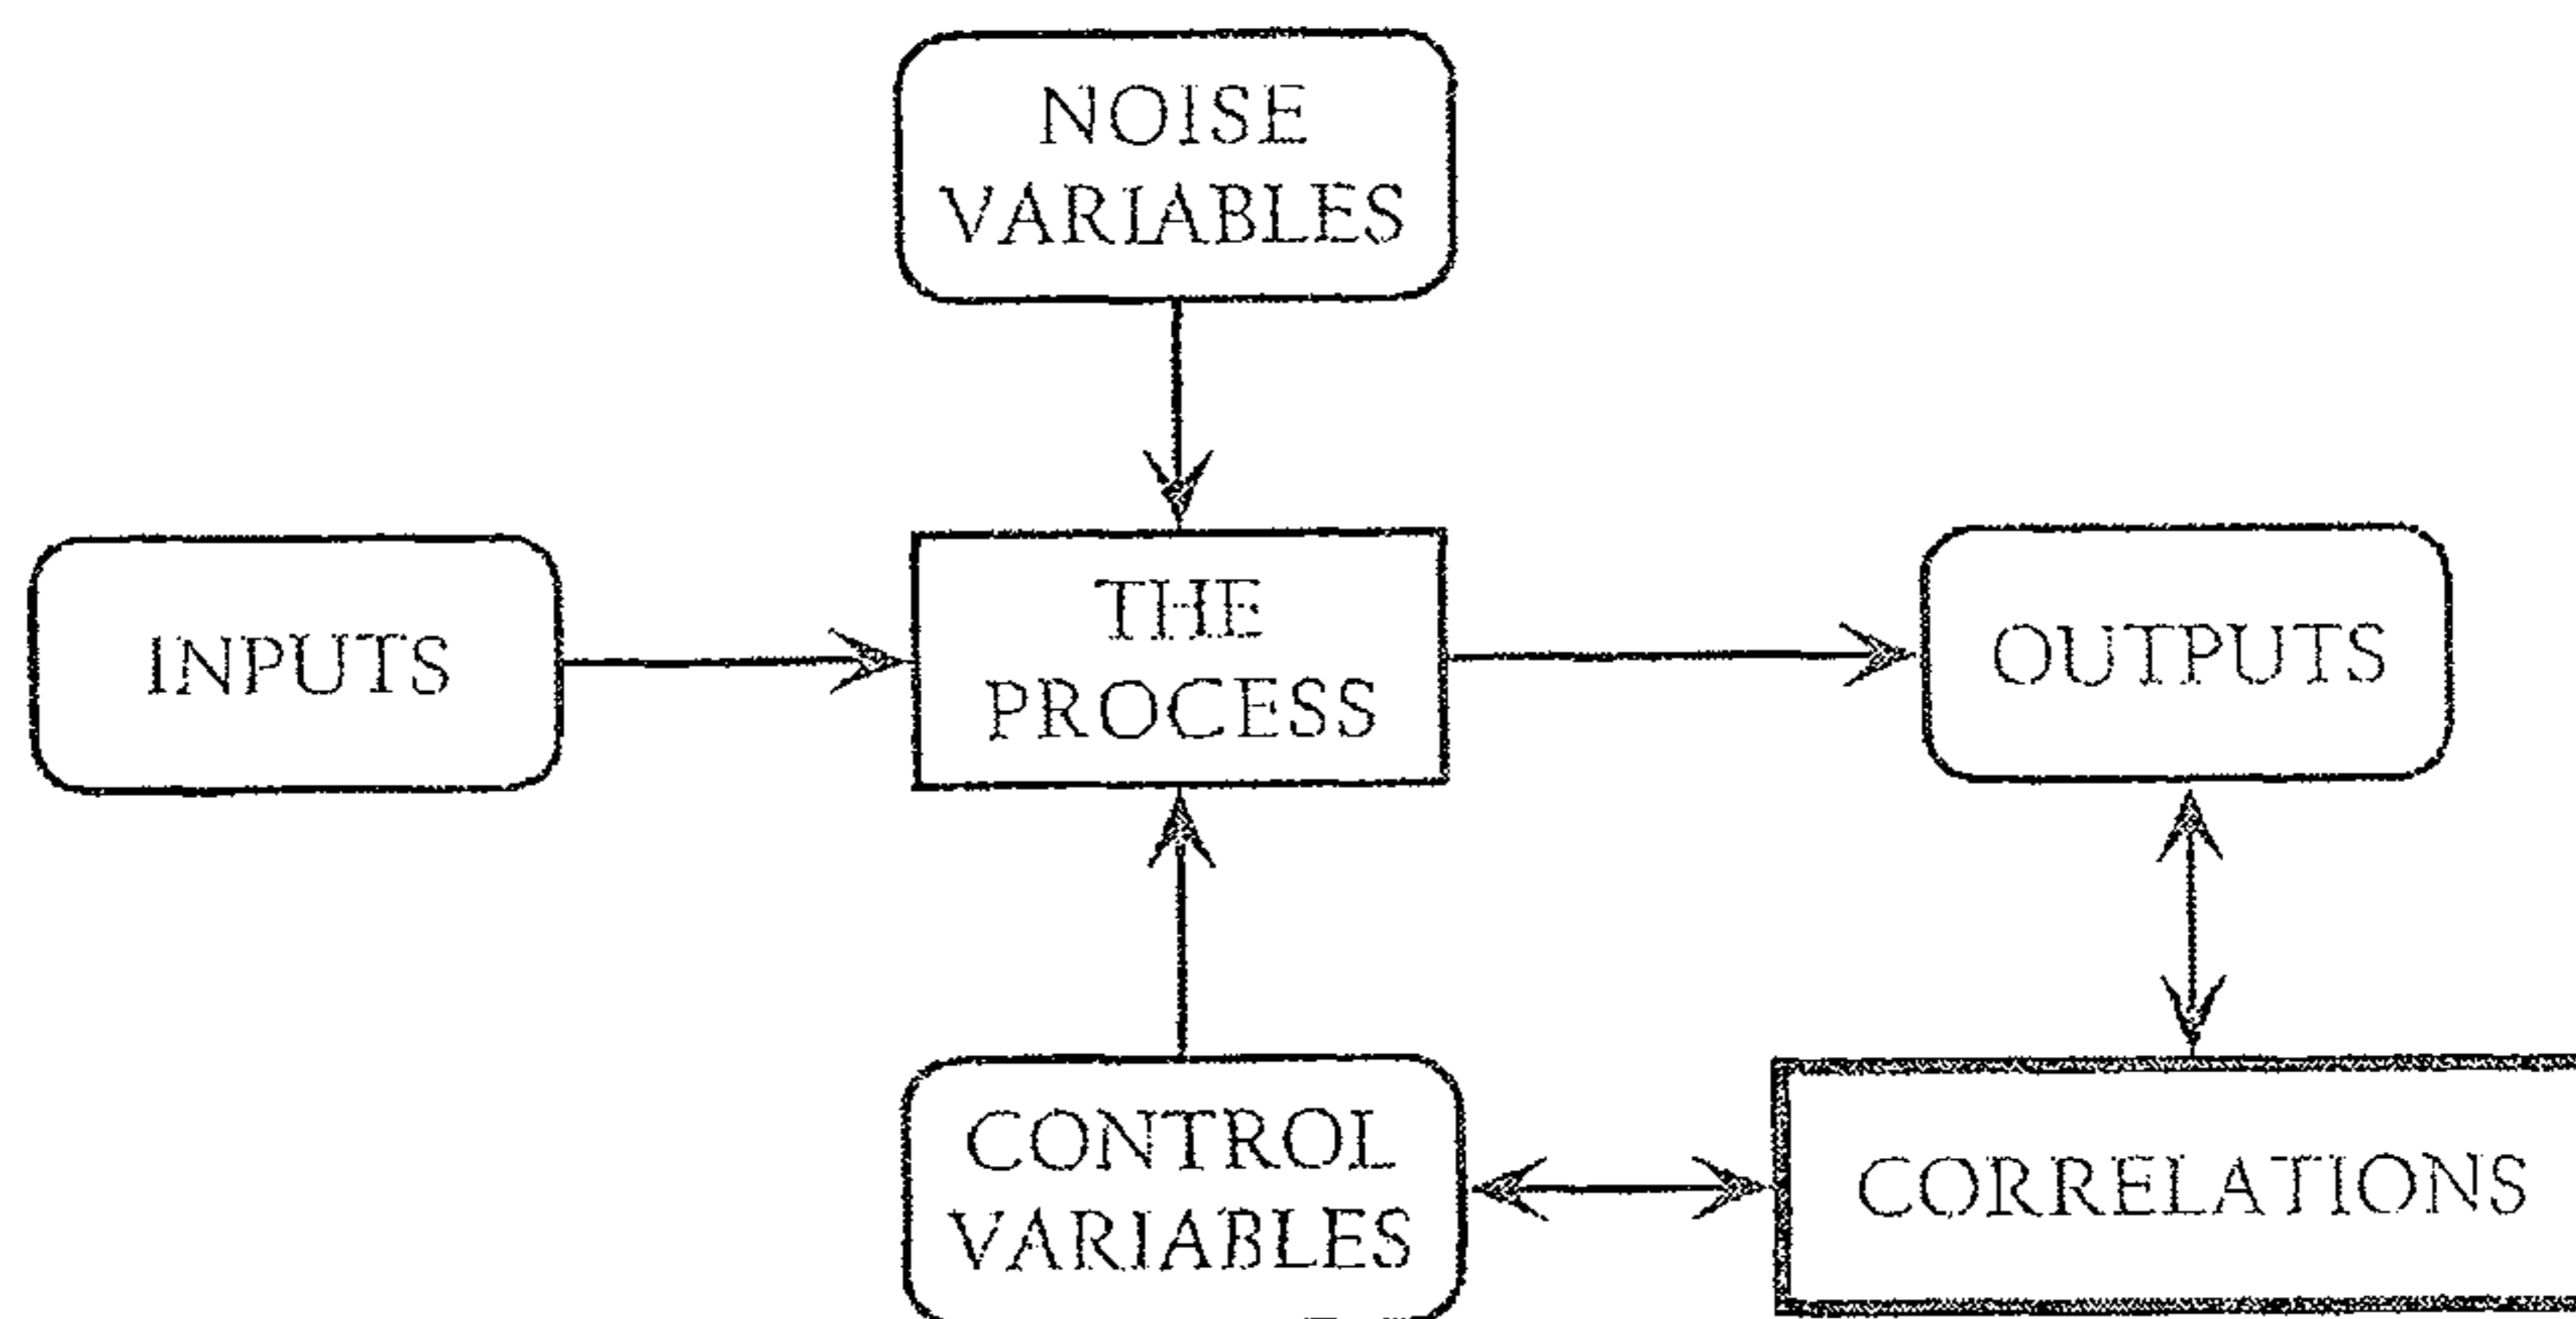 NOISE
VARIABLES
INPUTS
THE
PROCESS
OUTPUTS
CONTROL
VARIABLES
CORRELATIONS